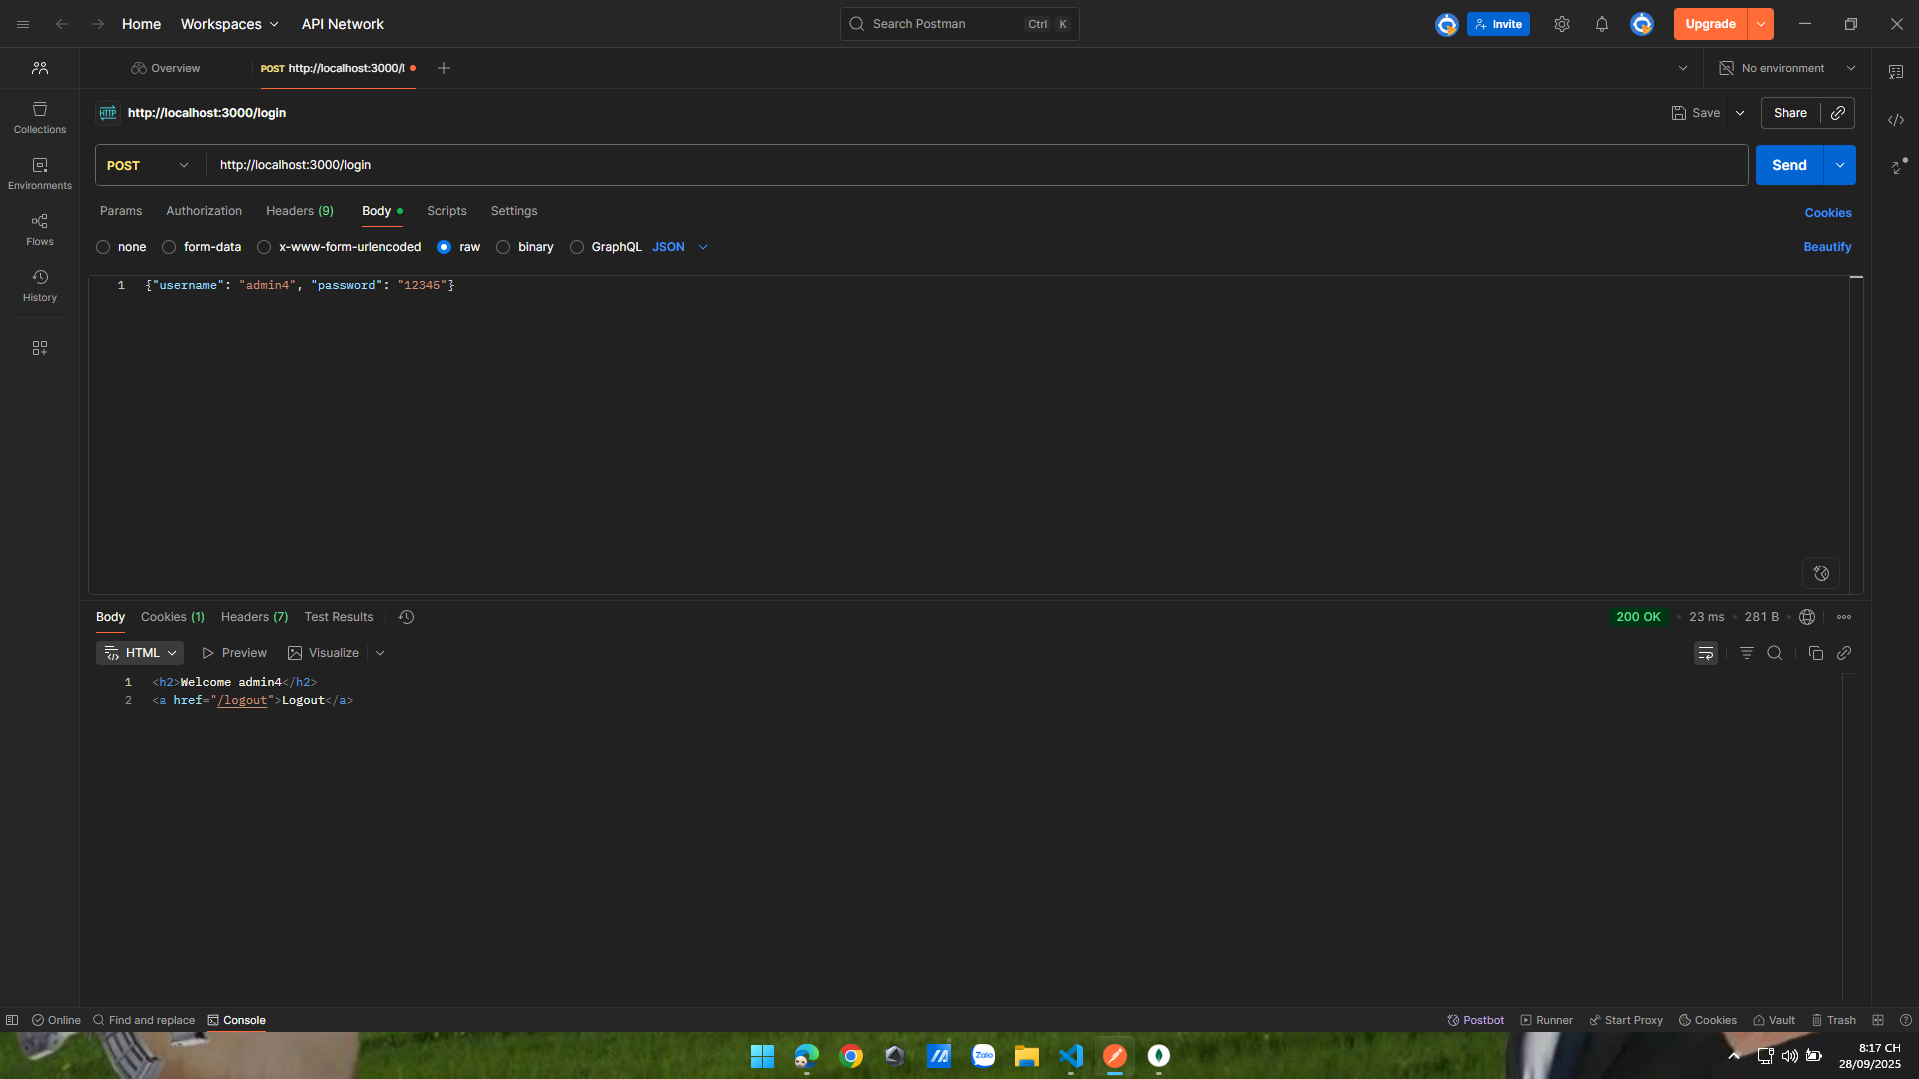 Home Workspaces API Network Search Postman Ctrl K Invite Upgrade
Overview POST http://localhost:3000/l No environment
HTTP http://localhost:3000/login Save Share
POST http://localhost:3000/login Send
Params Authorization Headers (9) Body Scripts Settings Cookies
none form-data x-www-form-urlencoded raw binary GraphQL JSON Beautify
Collections
Environments
Flows
History
1 {"username": "admin4", "password": "12345"}
Body Cookies (1) Headers (7) Test Results 200 OK • 23 ms • 281 B
HTML Preview Visualize
1 <h2>Welcome admin4</h2>
2 <a href="/logout">Logout</a>
Online Find and replace Console Postbot Runner Start Proxy Cookies Vault Trash
Zalo
8:17 CH
28/09/2025